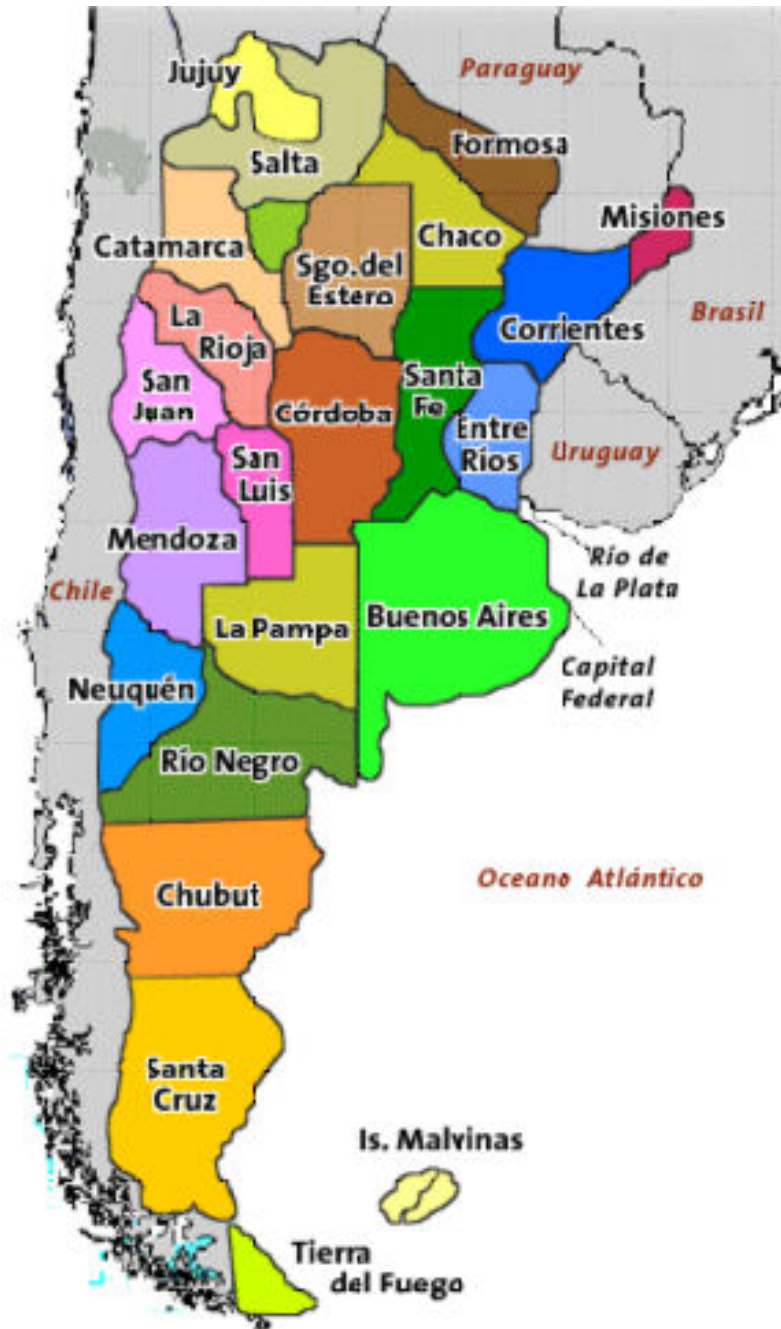 Jujuy
Paraguay
Salta
Formosa
Misiones
Catamarca
Sgo. del
Estero
Chaco
La
Rioja
Corrientes
Brasil
San
Juan
Córdoba
Santa
Fe
Entre
Ríos
Uruguay
San
Luis
Mendoza
Chile
Río de
La Plata
La Pampa
Buenos Aires
Capital
Federal
Neuquén
Río Negro
Chubut
Oceano Atlántico
Santa
Cruz
Is. Malvinas
Tierra
del Fuego